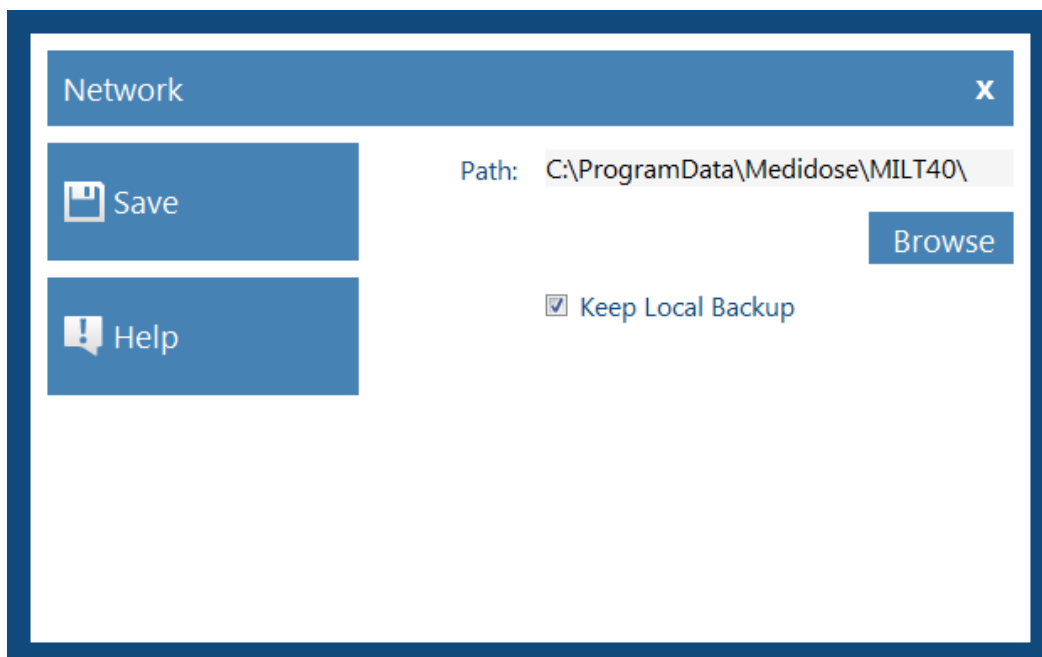 Network x
Save
Help
Path: C:\ProgramData\Medidose\MILT40\
Browse
Keep Local Backup